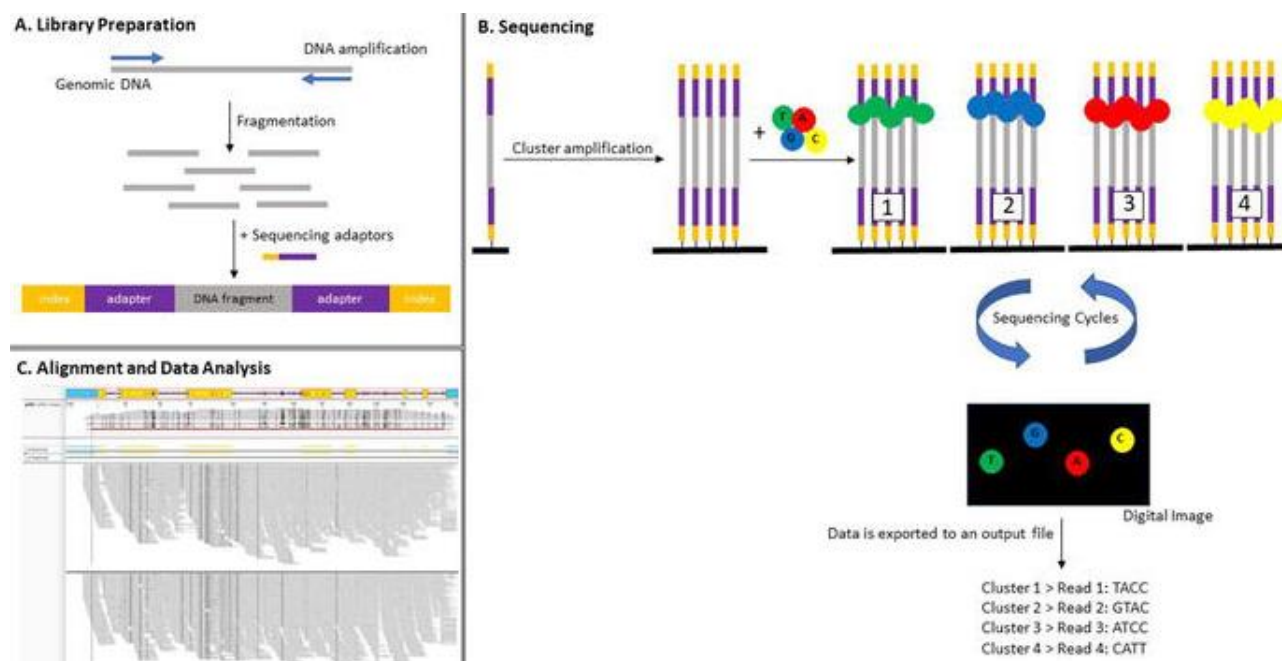 A. Library Preparation
DNA amplification
Genomic DNA
Fragmentation
+ Sequencing adaptors
index adapter DNA fragment adapter index
B. Sequencing
Cluster amplification
+
T A
G C
1 2 3 4
Sequencing Cycles
T G A C
Digital Image
Data is exported to an output file
Cluster 1 > Read 1: TACC
Cluster 2 > Read 2: GTAC
Cluster 3 > Read 3: ATCC
Cluster 4 > Read 4: CATT
C. Alignment and Data Analysis